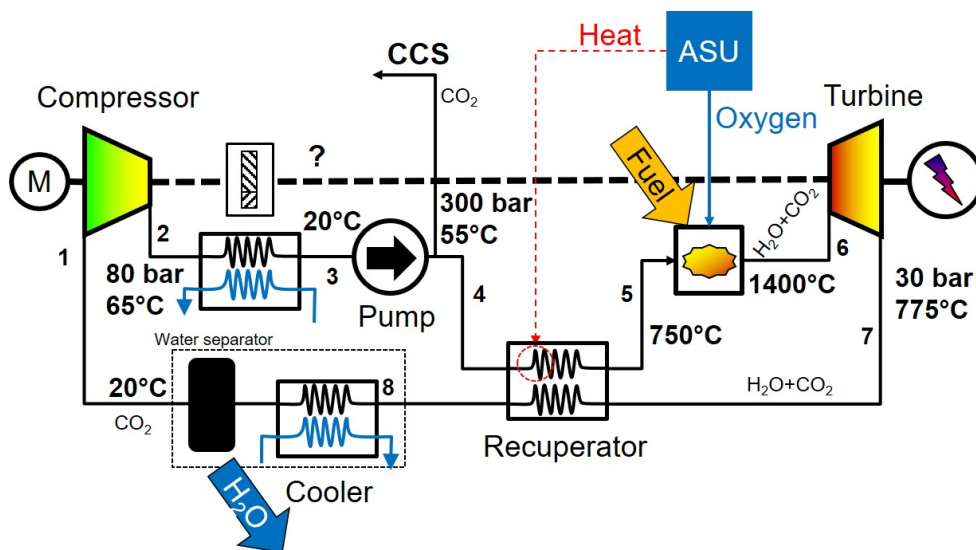 CCS
CO₂
Heat
ASU
Oxygen
Turbine
Compressor
M
?
Fuel
H₂O+CO₂
1
2
80 bar
65°C
20°C
3
Pump
300 bar
55°C
4
5
750°C
1400°C
6
30 bar
775°C
7
Water separator
20°C
CO₂
8
H₂O+CO₂
Recuperator
Cooler
H₂O